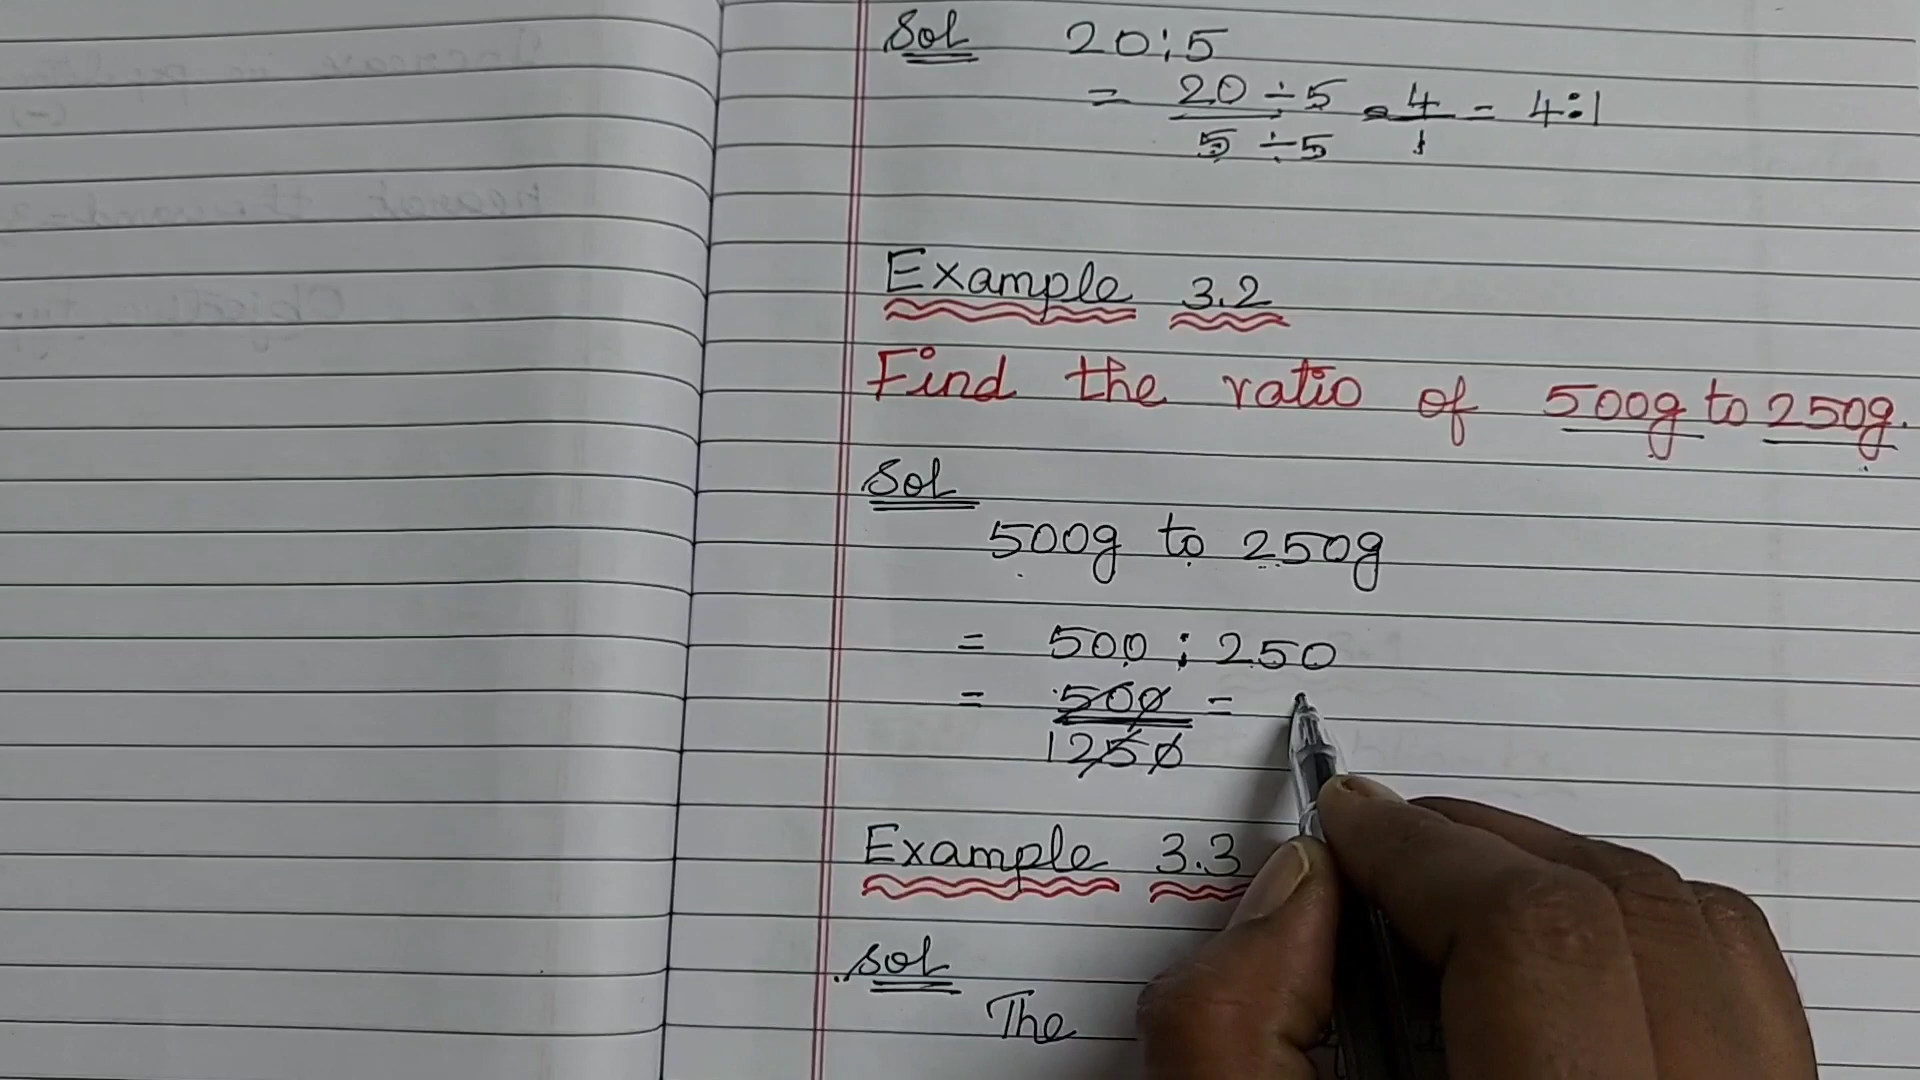 Sol 20:5
= 20 ÷ 5 = 4 = 4:1
5 ÷ 5 1
Example 3.2
Find the ratio of 500g to 250g.
Sol
500g to 250g
= 500 : 250
= 500 =
1250
Example 3.3
Sol
The